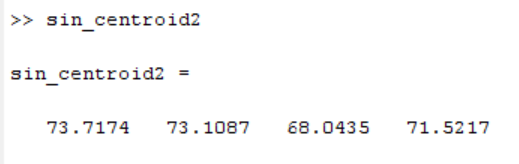 >> sin_centroid2
sin_centroid2 =
73.7174 73.1087 68.0435 71.5217